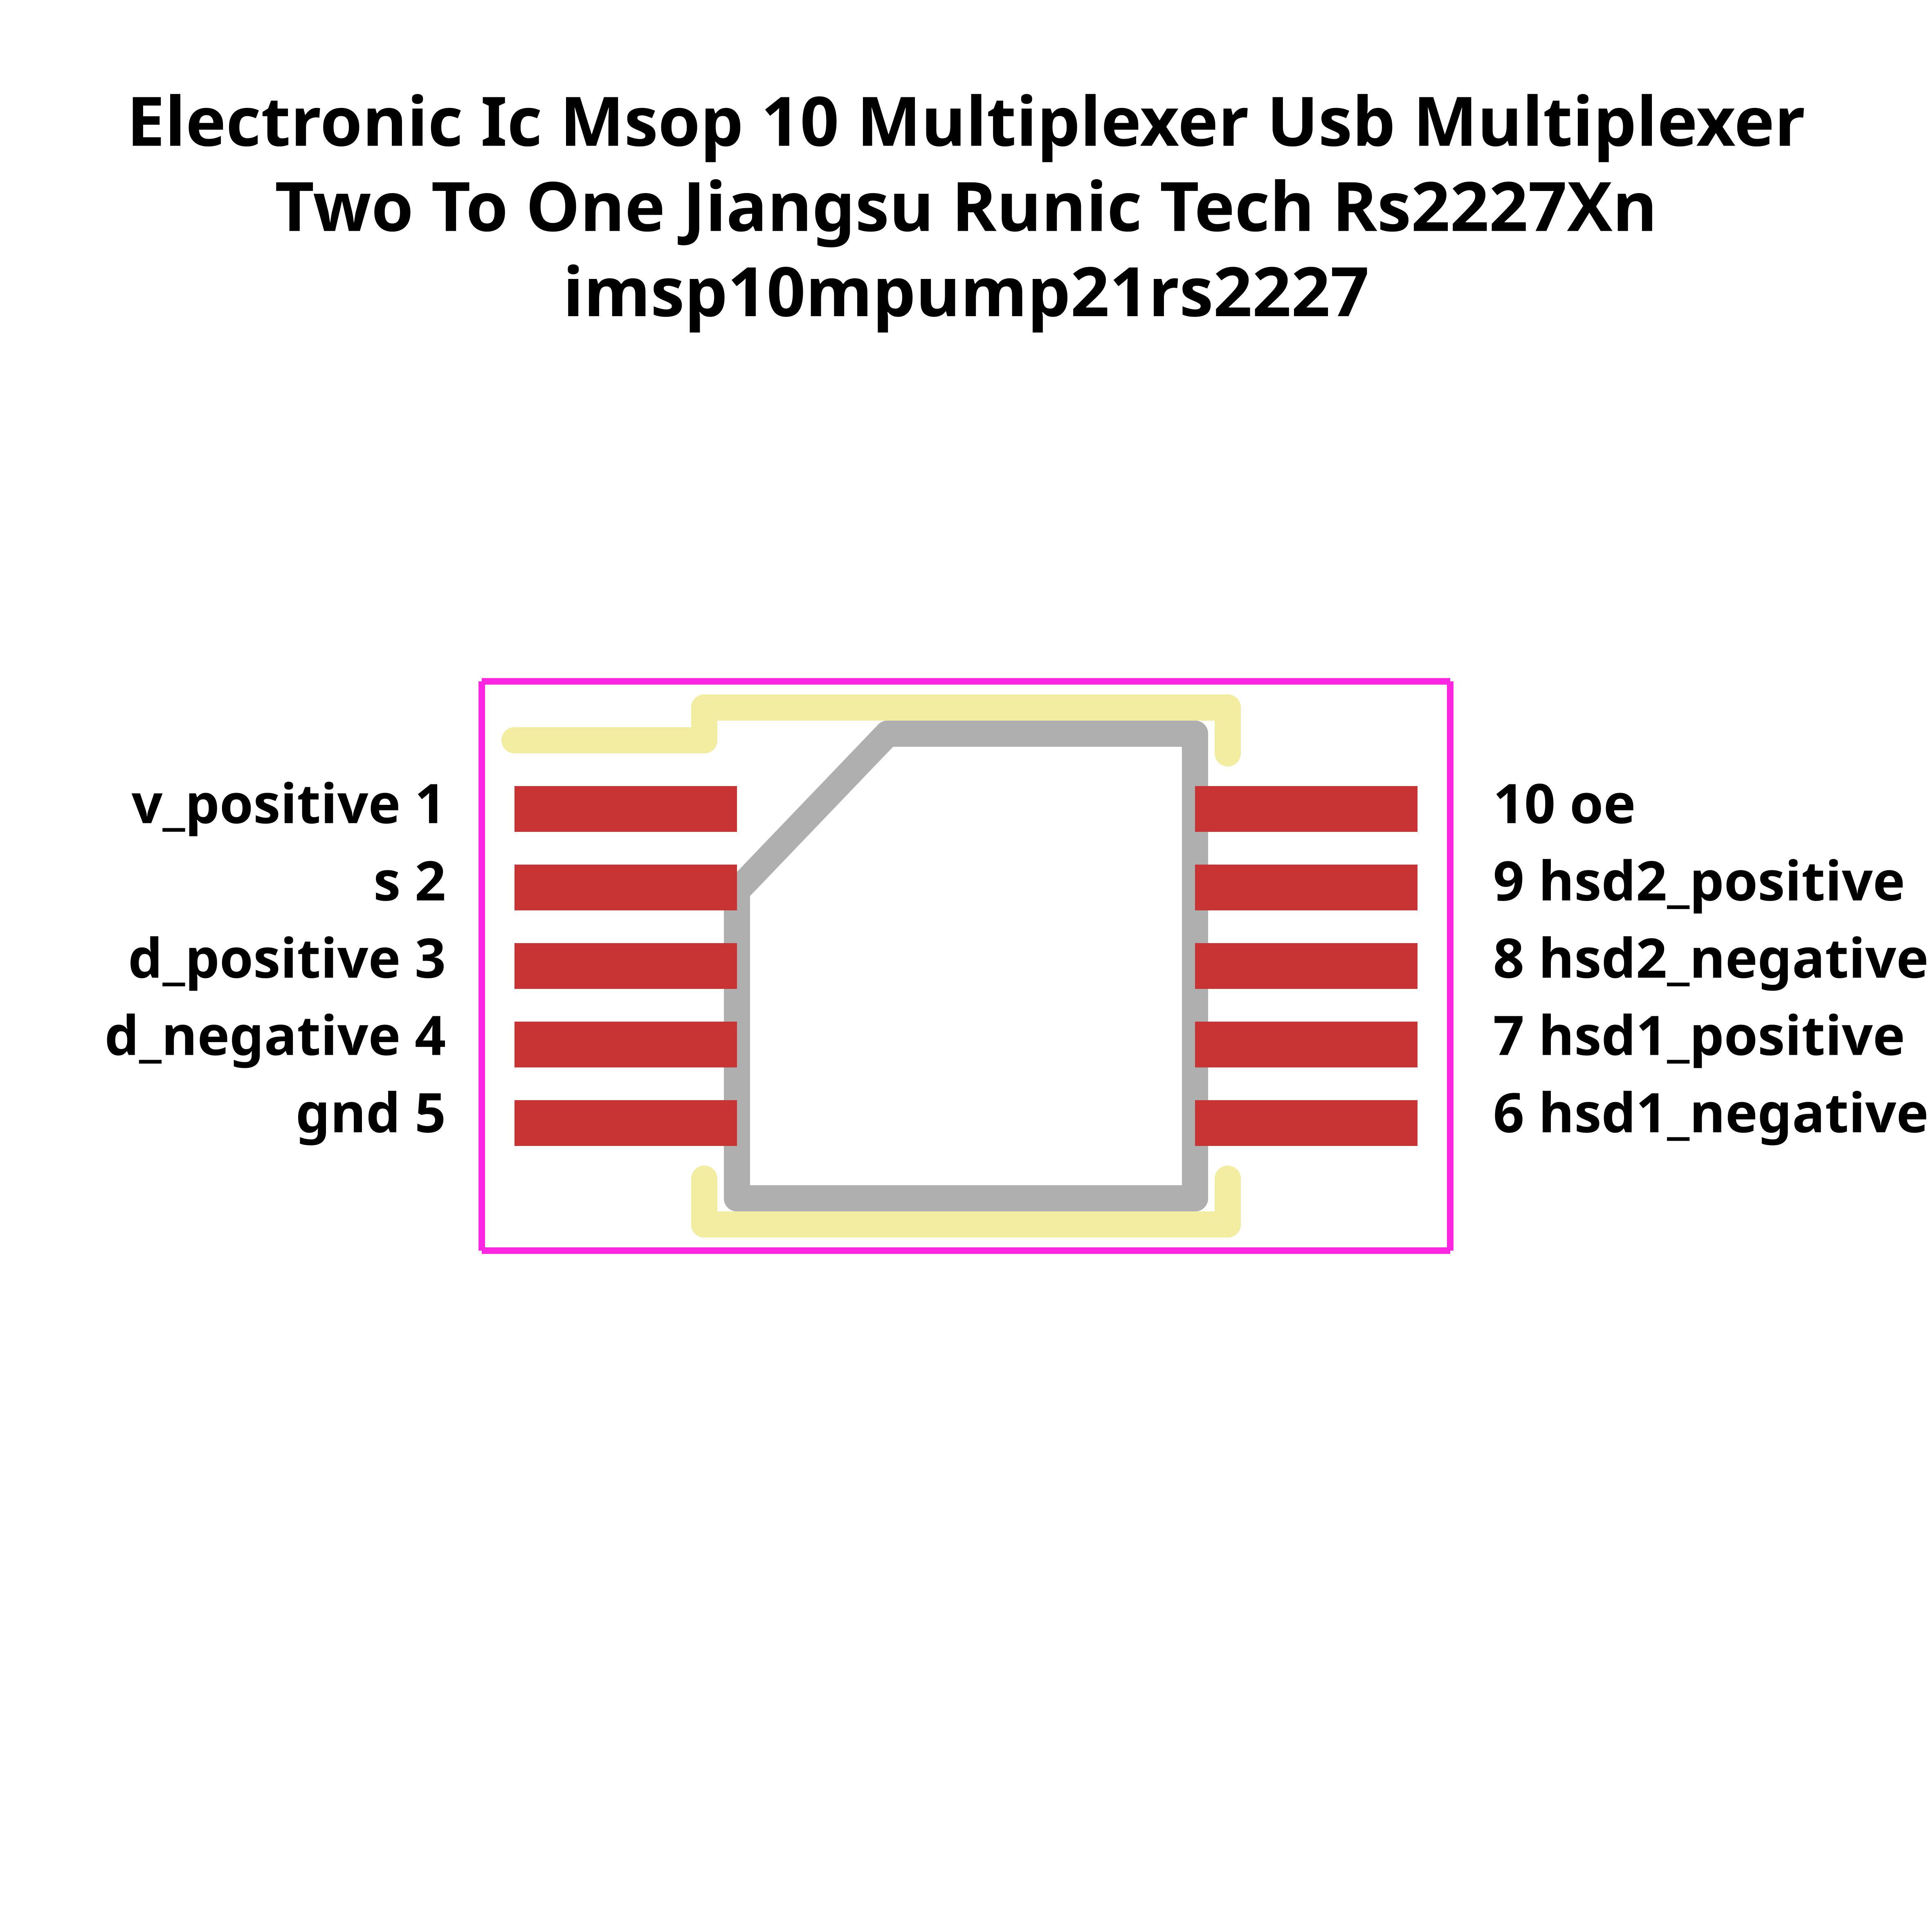 Electronic Ic Msop 10 Multiplexer Usb Multiplexer
Two To One Jiangsu Runic Tech Rs2227Xn
imsp10mpump21rs2227
v_positive 1
s 2
d_positive 3
d_negative 4
gnd 5
10 oe
9 hsd2_positive
8 hsd2_negative
7 hsd1_positive
6 hsd1_negative